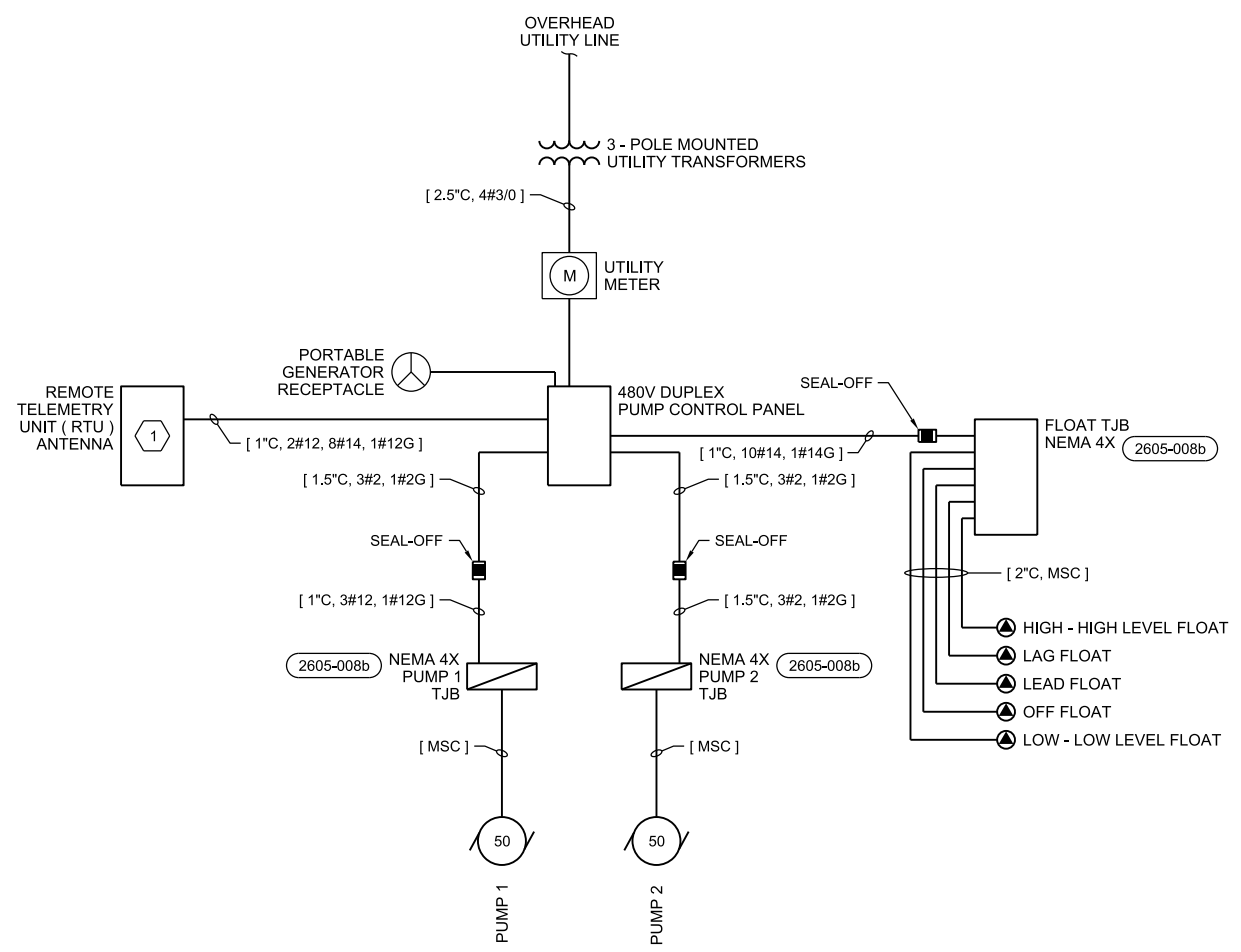 OVERHEAD
UTILITY LINE
3 - POLE MOUNTED
UTILITY TRANSFORMERS
[ 2.5"C, 4#3/0 ]
M
UTILITY
METER
PORTABLE
GENERATOR
RECEPTACLE
REMOTE
TELEMETRY
UNIT ( RTU )
ANTENNA
1
[ 1"C, 2#12, 8#14, 1#12G ]
480V DUPLEX
PUMP CONTROL PANEL
SEAL-OFF
[ 1"C, 10#14, 1#14G ]
FLOAT TJB
NEMA 4X
2605-008b
[ 1.5"C, 3#2, 1#2G ]
[ 1.5"C, 3#2, 1#2G ]
SEAL-OFF
SEAL-OFF
[ 2"C, MSC ]
[ 1"C, 3#12, 1#12G ]
[ 1.5"C, 3#2, 1#2G ]
HIGH - HIGH LEVEL FLOAT
LAG FLOAT
LEAD FLOAT
OFF FLOAT
LOW - LOW LEVEL FLOAT
2605-008b
NEMA 4X
PUMP 1
TJB
NEMA 4X
PUMP 2
TJB
2605-008b
[ MSC ]
[ MSC ]
50
50
PUMP 1
PUMP 2